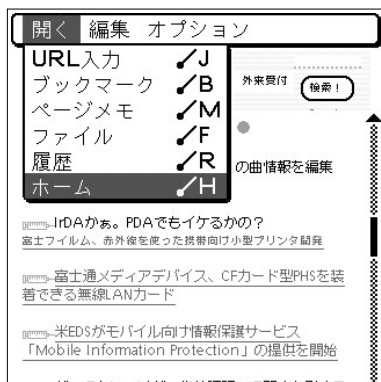 開く 編集 オプション
URL入力 J
ブックマーク B
ページメモ M
ファイル F
履歴 R
ホーム H
外来受付 検索!
の曲情報を編集
IrDAかぁ。PDAでもイケるかの?
富士フイルム、赤外線を使った携帯向け小型プリンタ開発
富士通メディアデバイス、CFカード型PHSを装
着できる無線LANカード
米EDSがモバイル向け情報保護サービス
「Mobile Information Protection」の提供を開始